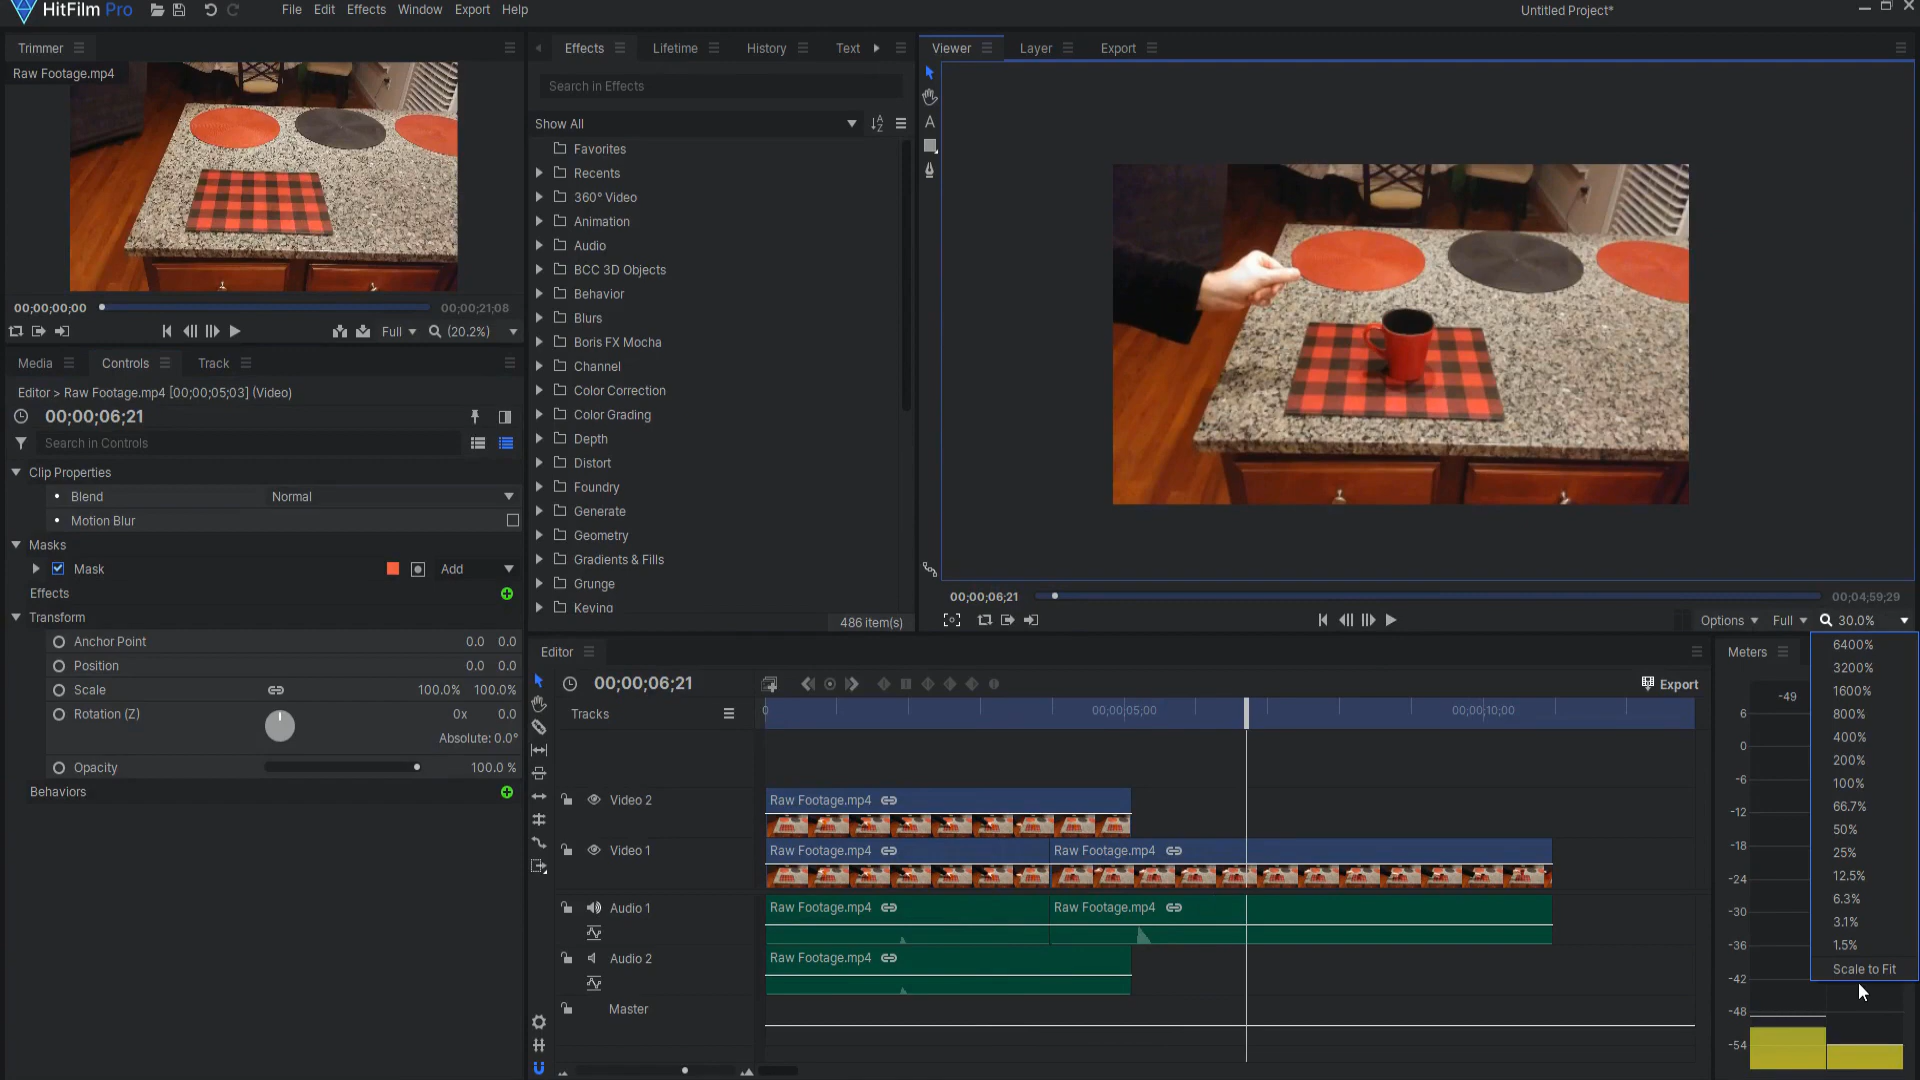 HitFilm Pro
File Edit Effects Window Export Help
Untitled Project*
Trimmer
Raw Footage.mp4
00;00;00;00
00;00;21;08
Full
(20.2%)
Media
Controls
Track
Editor > Raw Footage.mp4 [00;00;05;03] (Video)
00;00;06;21
Search in Controls
Clip Properties
Blend
Normal
Motion Blur
Masks
Mask
Add
Effects
Transform
Anchor Point
0.0 0.0
Position
0.0 0.0
Scale
100.0% 100.0%
Rotation (Z)
0x 0.0
Absolute: 0.0°
Opacity
100.0 %
Behaviors
Effects
Lifetime
History
Text
Search in Effects
Show All
Favorites
Recents
360° Video
Animation
Audio
BCC 3D Objects
Behavior
Blurs
Boris FX Mocha
Channel
Color Correction
Color Grading
Depth
Distort
Foundry
Generate
Geometry
Gradients & Fills
Grunge
Keying
486 item(s)
Viewer
Layer
Export
A
00;00;06;21
00;04;59;29
Options
Full
30.0%
6400%
3200%
1600%
800%
400%
200%
100%
66.7%
50%
25%
12.5%
6.3%
3.1%
1.5%
Scale to Fit
Editor
00;00;06;21
Export
Tracks
0
00;00;05;00
00;00;10;00
Video 2
Raw Footage.mp4
Video 1
Raw Footage.mp4
Raw Footage.mp4
Audio 1
Raw Footage.mp4
Raw Footage.mp4
Audio 2
Raw Footage.mp4
Master
Meters
-49
6
0
-6
-12
-18
-24
-30
-36
-42
-48
-54